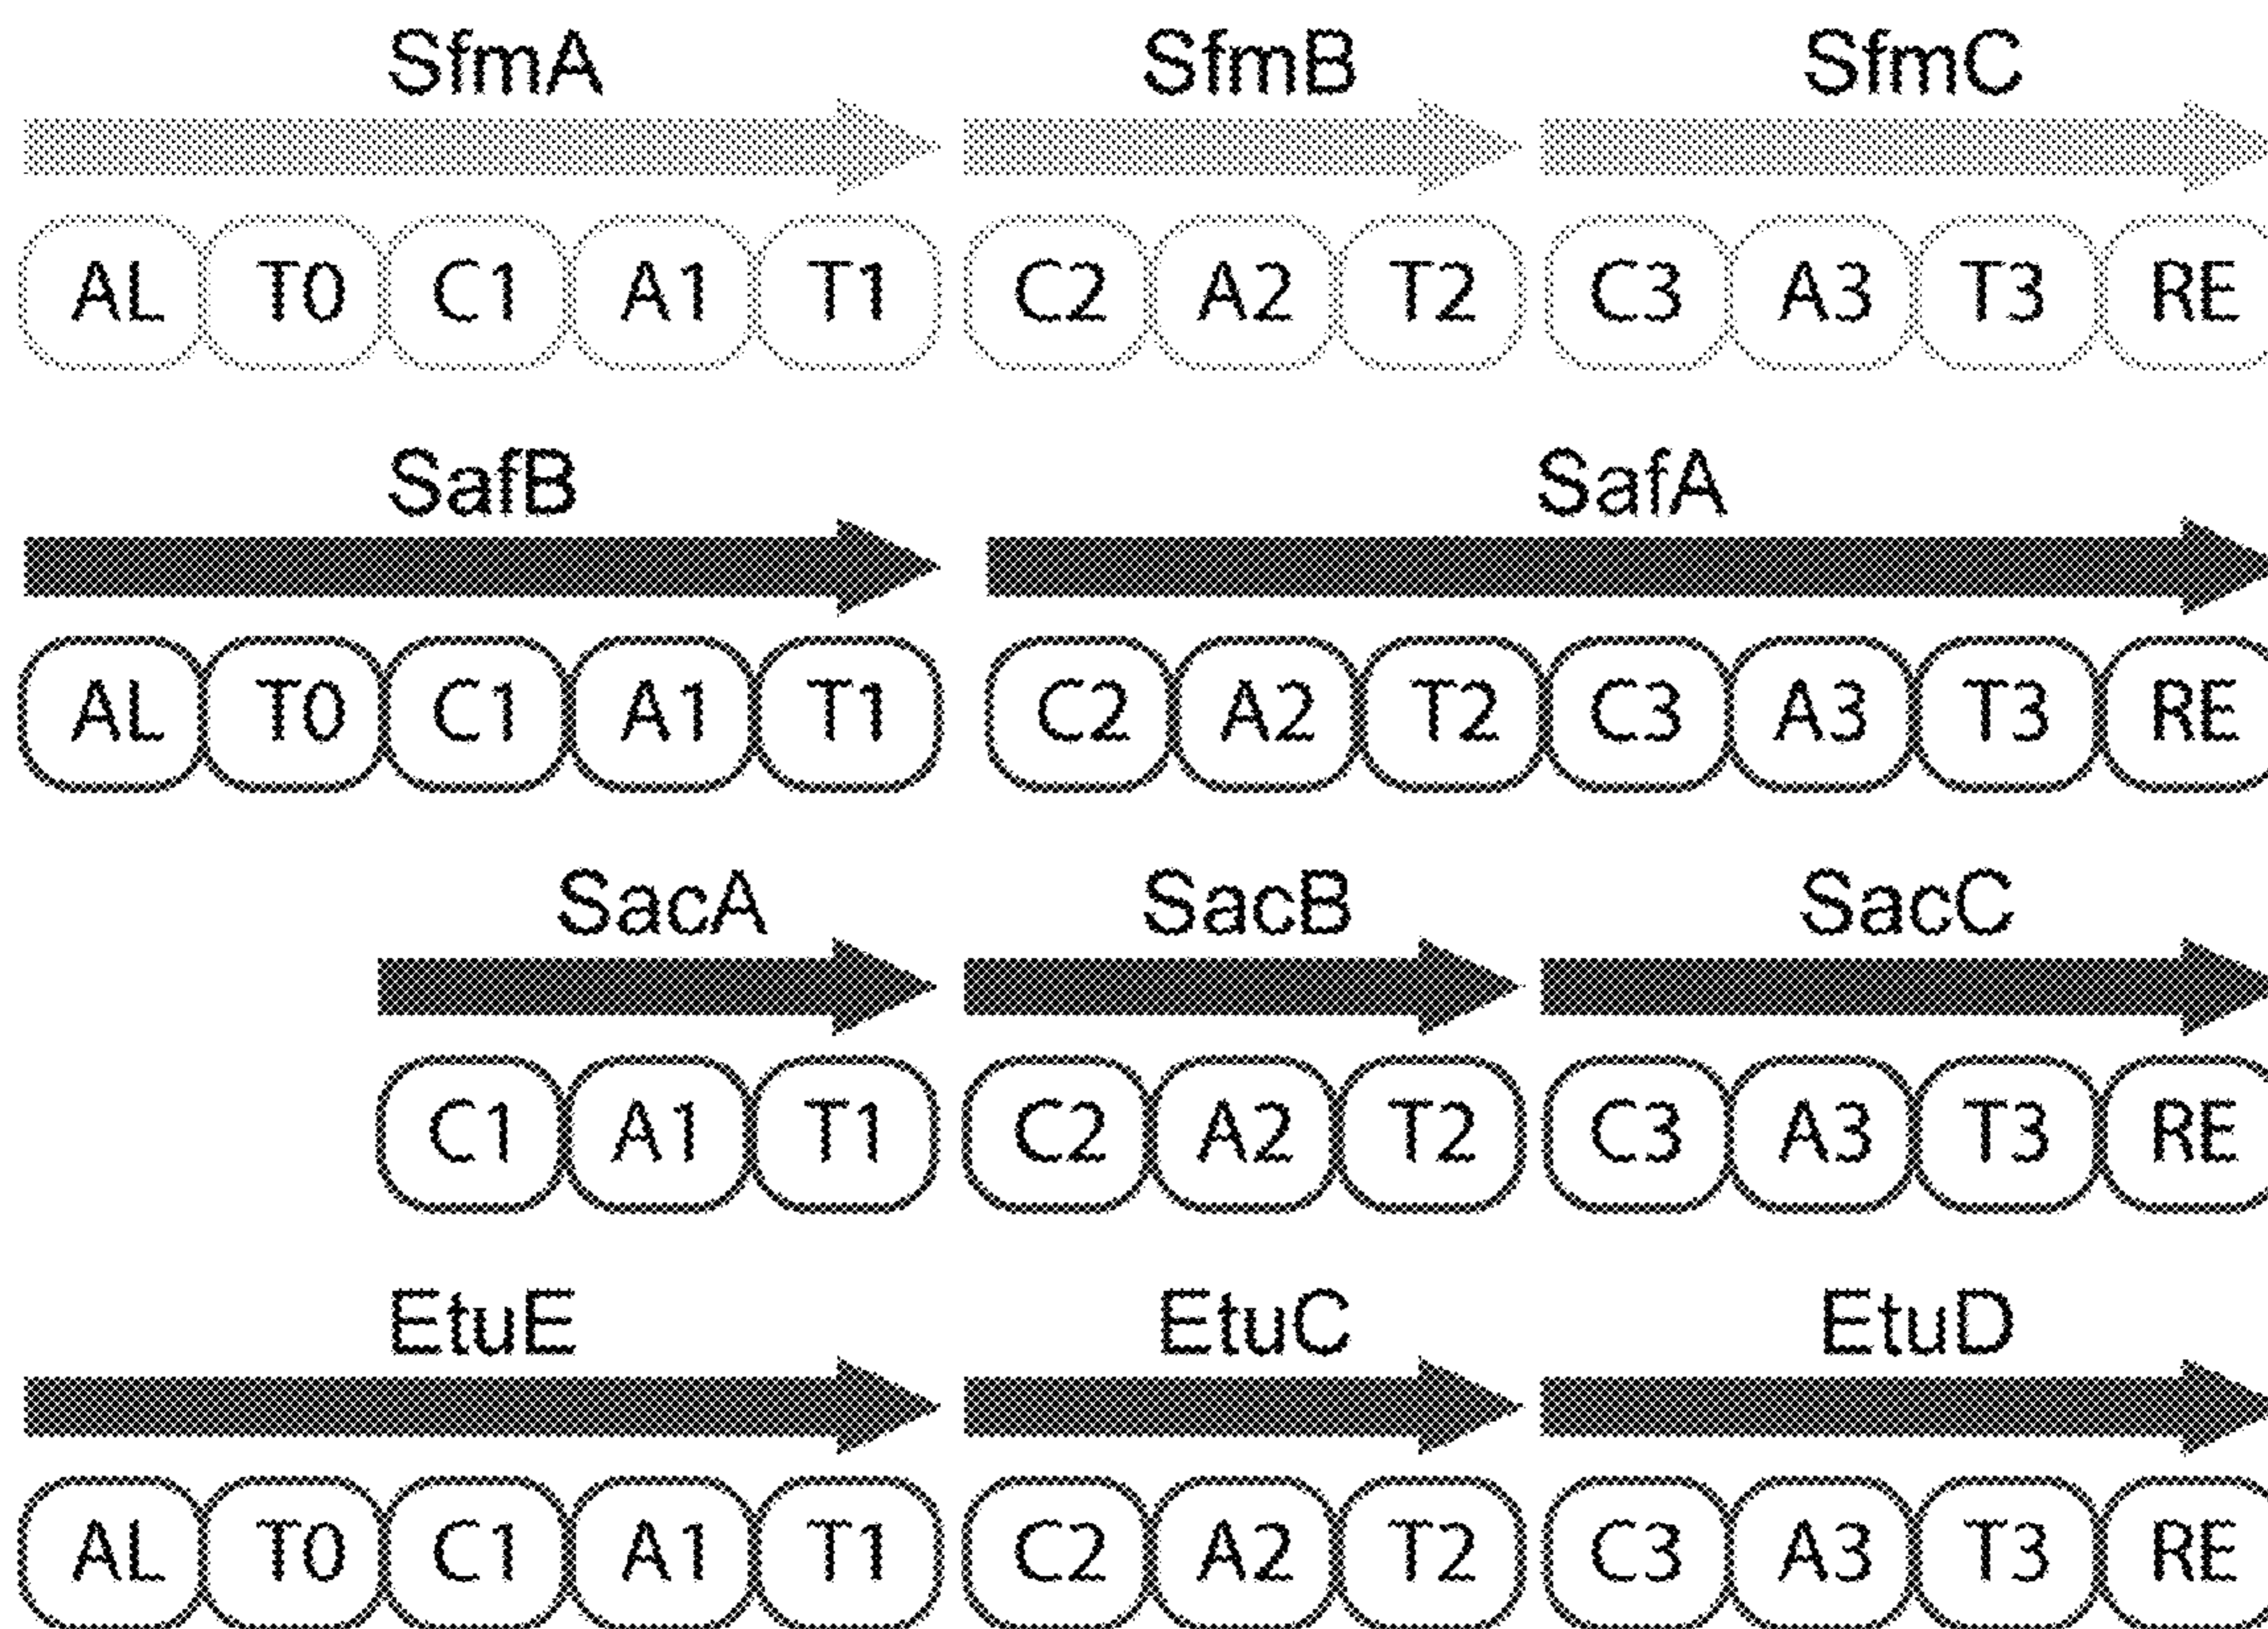 SfmA SfmB SfmC
AL T0 C1 A1 T1 C2 A2 T2 C3 A3 T3 RE
SafB SafA
AL T0 C1 A1 T1 C2 A2 T2 C3 A3 T3 RE
SacA SacB SacC
C1 A1 T1 C2 A2 T2 C3 A3 T3 RE
EtuE EtuC EtuD
AL T0 C1 A1 T1 C2 A2 T2 C3 A3 T3 RE